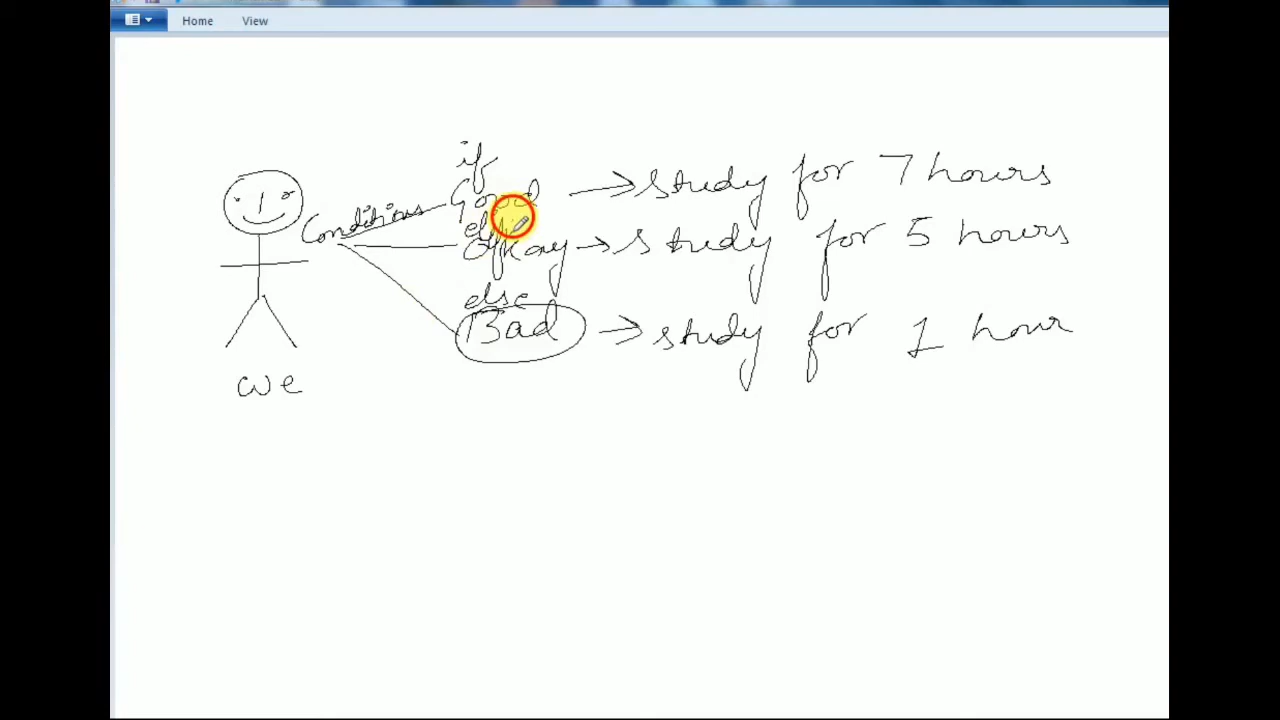 Home View
if
Good → study for 7 hours
Conditions
elif
Okay → study for 5 hours
else
Bad → study for 1 hour
we